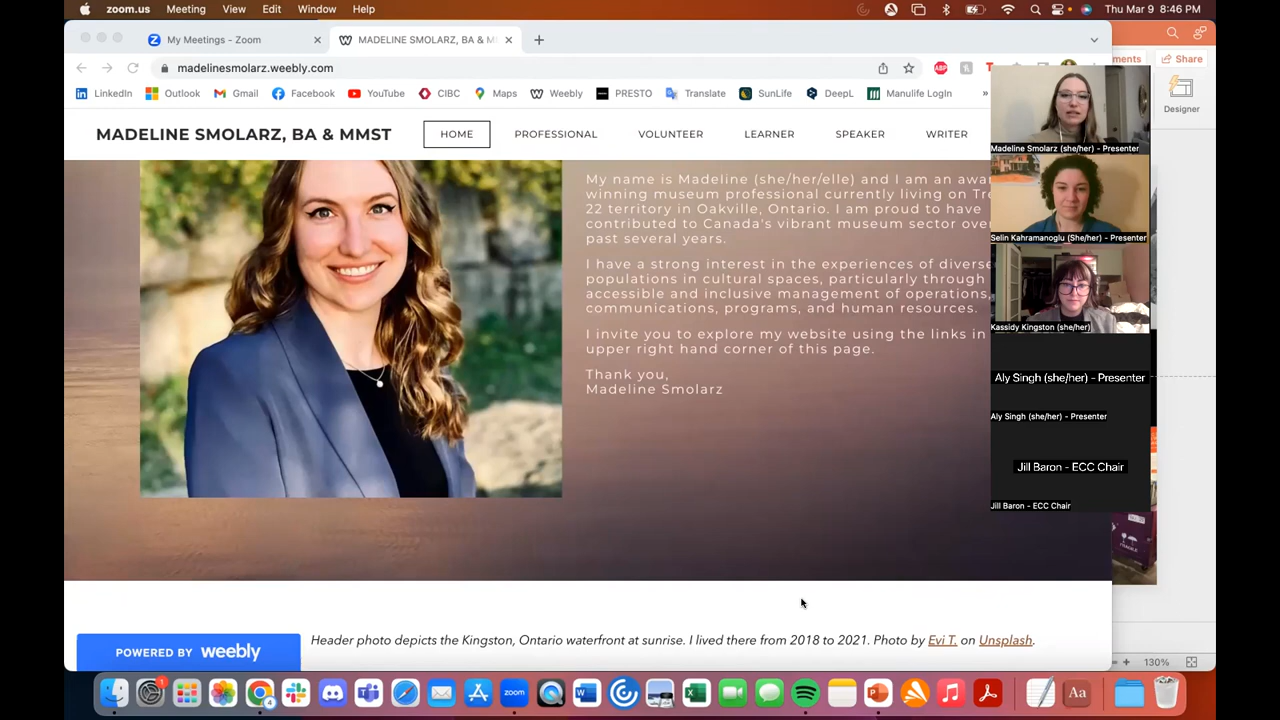 zoom.us Meeting View Edit Window Help Thu Mar 9 8:46 PM
My Meetings - Zoom MADELINE SMOLARZ, BA & M
madelinesmolarz.weebly.com
ments Share
Designer
LinkedIn Outlook Gmail Facebook YouTube CIBC Maps Weebly PRESTO Translate SunLife DeepL Manulife LogIn »
MADELINE SMOLARZ, BA & MMST HOME PROFESSIONAL VOLUNTEER LEARNER SPEAKER WRITER
Madeline Smolarz (she/her) - Presenter
My name is Madeline (she/her/elle) and I am an awa
winning museum professional currently living on Tre
22 territory in Oakville, Ontario. I am proud to have
contributed to Canada's vibrant museum sector over
past several years.
I have a strong interest in the experiences of diverse
populations in cultural spaces, particularly through
accessible and inclusive management of operations,
communications, programs, and human resources.
I invite you to explore my website using the links in
upper right hand corner of this page.
Thank you,
Madeline Smolarz
Selin Kahramanoglu (She/her) - Presenter
Kassidy Kingston (she/her)
Aly Singh (she/her) - Presenter
Aly Singh (she/her) - Presenter
Jill Baron - ECC Chair
Jill Baron - ECC Chair
Header photo depicts the Kingston, Ontario waterfront at sunrise. I lived there from 2018 to 2021. Photo by Evi T. on Unsplash.
POWERED BY weebly
130%
zoom
Aa